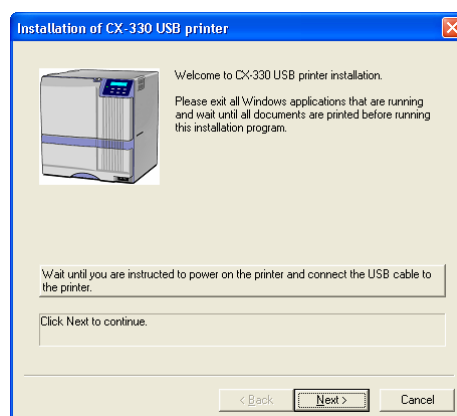 Installation of CX-330 USB printer
Welcome to CX-330 USB printer installation.
Please exit all Windows applications that are running
and wait until all documents are printed before running
this installation program.
Wait until you are instructed to power on the printer and connect the USB cable to
the printer.
Click Next to continue.
< Back
Next >
Cancel